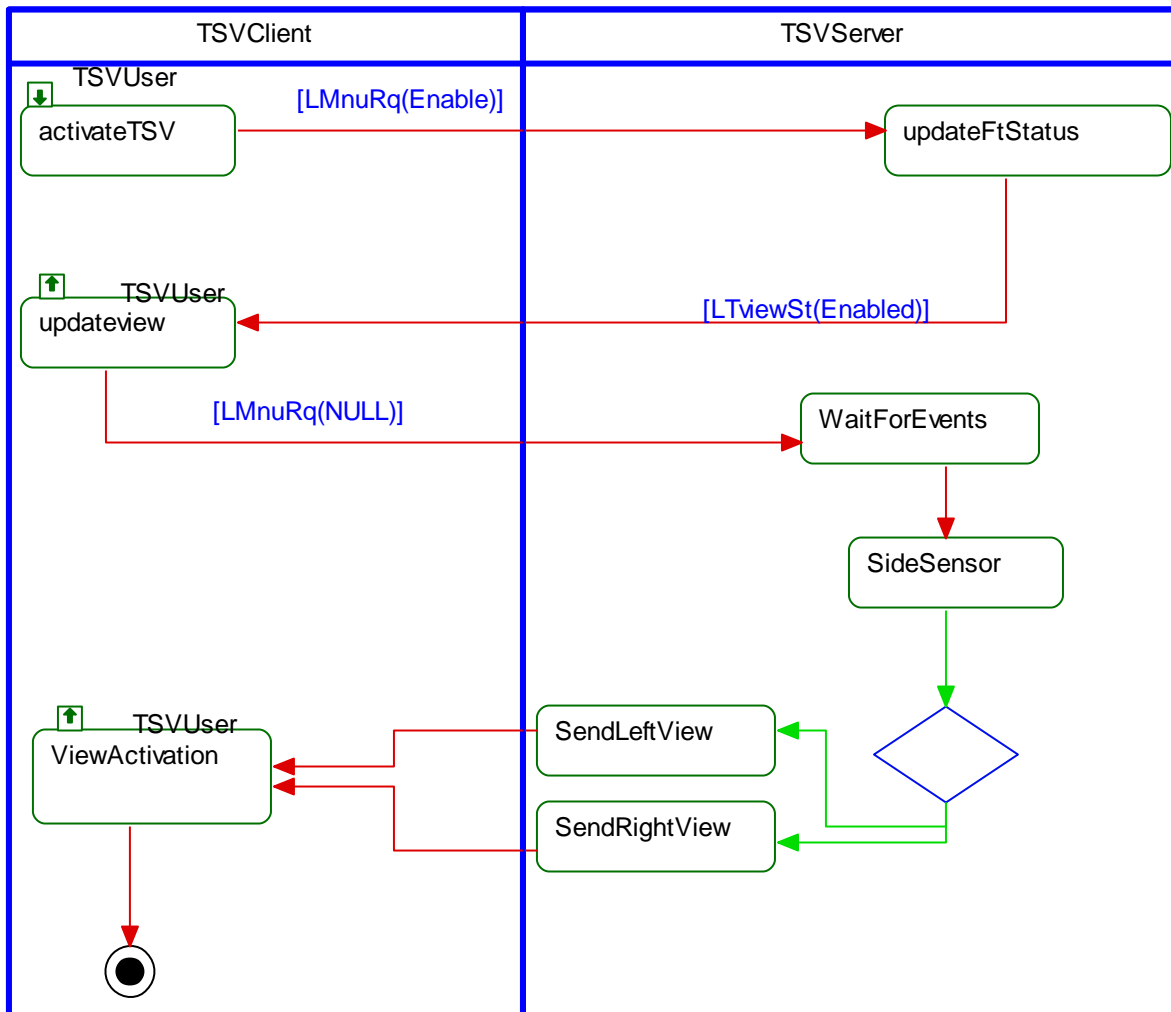 TSVClient
TSVServer
TSVUser
[LMnuRq(Enable)]
activateTSV
updateFtStatus
TSVUser
[LTviewSt(Enabled)]
updateview
[LMnuRq(NULL)]
WaitForEvents
SideSensor
TSVUser
SendLeftView
ViewActivation
SendRightView